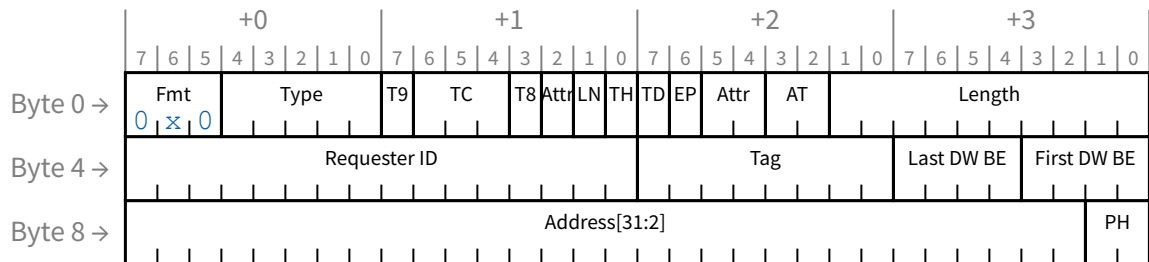 +0 +1 +2 +3
7 6 5 4 3 2 1 0 7 6 5 4 3 2 1 0 7 6 5 4 3 2 1 0 7 6 5 4 3 2 1 0
Byte 0 → Fmt Type T9 TC T8 Attr LN TH TD EP Attr AT Length
0 x 0
Byte 4 → Requester ID Tag Last DW BE First DW BE
Byte 8 → Address[31:2] PH